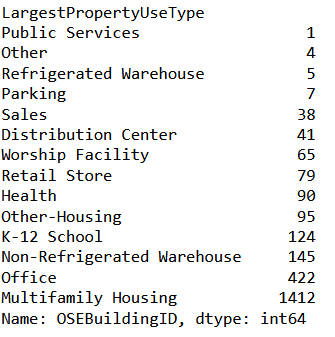 LargestPropertyUseType
Public Services 1
Other 4
Refrigerated Warehouse 5
Parking 7
Sales 38
Distribution Center 41
Worship Facility 65
Retail Store 79
Health 90
Other-Housing 95
K-12 School 124
Non-Refrigerated Warehouse 145
Office 422
Multifamily Housing 1412
Name: OSEBuildingID, dtype: int64